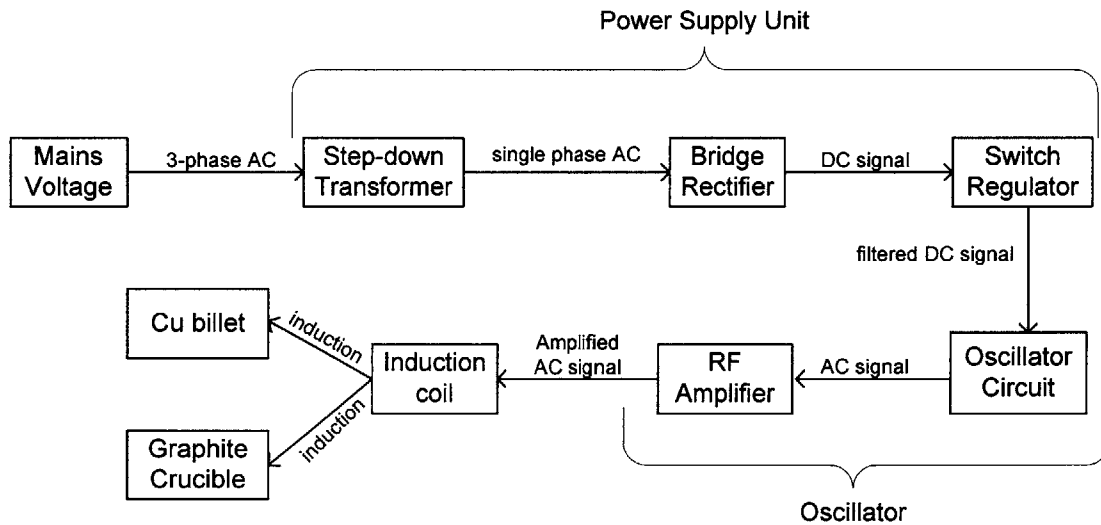 Power Supply Unit
Mains
Voltage
3-phase AC
Step-down
Transformer
single phase AC
Bridge
Rectifier
DC signal
Switch
Regulator
filtered DC signal
Cu billet
induction
Graphite
Crucible
induction
Induction
coil
Amplified
AC signal
RF
Amplifier
AC signal
Oscillator
Circuit
Oscillator